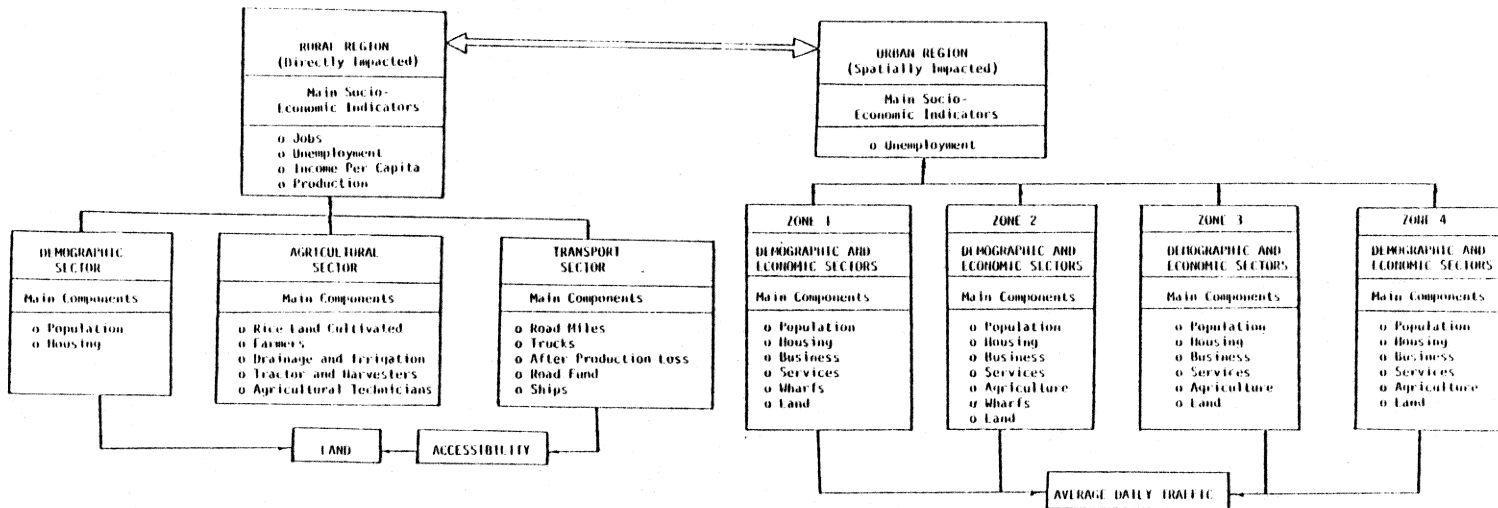 RURAL REGION
(Directly Impacted)
Main Socio-
Economic Indicators
o Jobs
o Unemployment
o Income Per Capita
o Production
URBAN REGION
(Spatially Impacted)
Main Socio-
Economic Indicators
o Unemployment
DEMOGRAPHIC
SECTOR
Main Components
o Population
o Housing
AGRICULTURAL
SECTOR
Main Components
o Rice Land Cultivated
o Farmers
o Drainage and Irrigation
o Tractor and Harvesters
o Agricultural Technicians
TRANSPORT
SECTOR
Main Components
o Road Miles
o Trucks
o After Production Loss
o Road Fund
o Ships
LAND
ACCESSIBILITY
ZONE 1
DEMOGRAPHIC AND
ECONOMIC SECTORS
Main Components
o Population
o Housing
o Business
o Services
o Wharfs
o Land
ZONE 2
DEMOGRAPHIC AND
ECONOMIC SECTORS
Main Components
o Population
o Housing
o Business
o Services
o Agriculture
o Wharfs
o Land
ZONE 3
DEMOGRAPHIC AND
ECONOMIC SECTORS
Main Components
o Population
o Housing
o Business
o Services
o Agriculture
o Land
ZONE 4
DEMOGRAPHIC AND
ECONOMIC SECTORS
Main Components
o Population
o Housing
o Business
o Services
o Agriculture
o Land
AVERAGE DAILY TRAFFIC